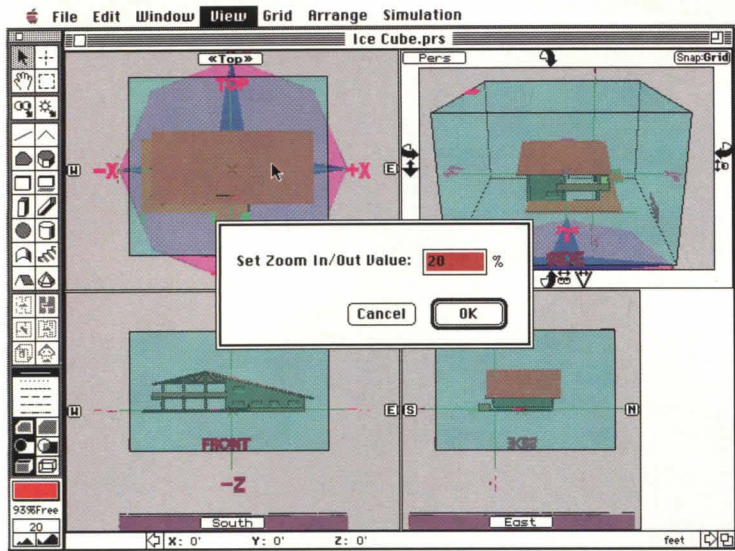 File Edit Window View Grid Arrange Simulation
Ice Cube.prs
«Top»
Pers
Snap:Grid
TOP
W
-X
+X
E
Set Zoom In/Out Value: 20 %
Cancel
OK
W
E
S
N
FRONT
SIDE
-Z
93%Free
20
South
East
X: 0' Y: 0' Z: 0'
feet